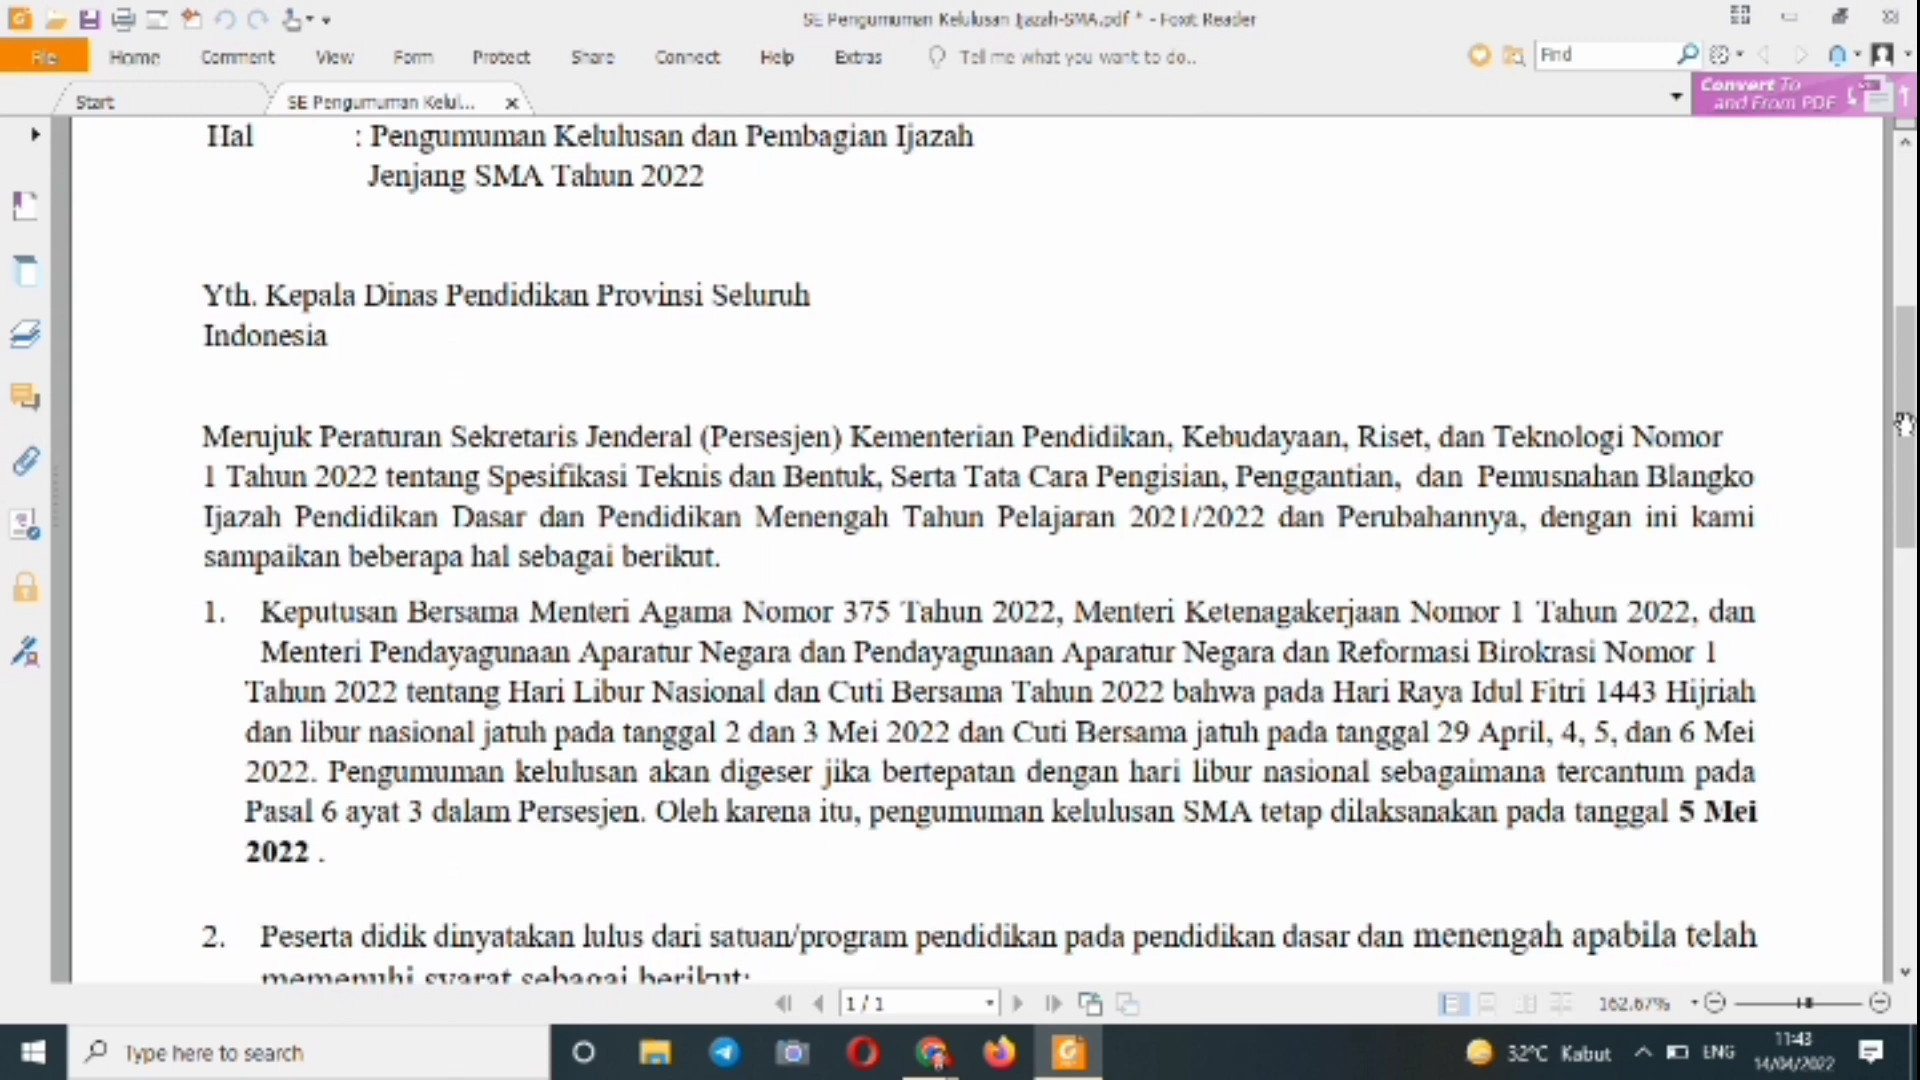 SE Pengumuman Kelulusan Ijazah-SMA.pdf * - Foxit Reader
File Home Comment View Form Protect Share Connect Help Extras Tell me what you want to do.. Find
Start SE Pengumuman Kelul... Convert To
and From PDF
Hal : Pengumuman Kelulusan dan Pembagian Ijazah
Jenjang SMA Tahun 2022
Yth. Kepala Dinas Pendidikan Provinsi Seluruh
Indonesia
Merujuk Peraturan Sekretaris Jenderal (Persesjen) Kementerian Pendidikan, Kebudayaan, Riset, dan Teknologi Nomor
1 Tahun 2022 tentang Spesifikasi Teknis dan Bentuk, Serta Tata Cara Pengisian, Penggantian, dan Pemusnahan Blangko
Ijazah Pendidikan Dasar dan Pendidikan Menengah Tahun Pelajaran 2021/2022 dan Perubahannya, dengan ini kami
sampaikan beberapa hal sebagai berikut.
1. Keputusan Bersama Menteri Agama Nomor 375 Tahun 2022, Menteri Ketenagakerjaan Nomor 1 Tahun 2022, dan
Menteri Pendayagunaan Aparatur Negara dan Pendayagunaan Aparatur Negara dan Reformasi Birokrasi Nomor 1
Tahun 2022 tentang Hari Libur Nasional dan Cuti Bersama Tahun 2022 bahwa pada Hari Raya Idul Fitri 1443 Hijriah
dan libur nasional jatuh pada tanggal 2 dan 3 Mei 2022 dan Cuti Bersama jatuh pada tanggal 29 April, 4, 5, dan 6 Mei
2022. Pengumuman kelulusan akan digeser jika bertepatan dengan hari libur nasional sebagaimana tercantum pada
Pasal 6 ayat 3 dalam Persesjen. Oleh karena itu, pengumuman kelulusan SMA tetap dilaksanakan pada tanggal 5 Mei
2022 .
2. Peserta didik dinyatakan lulus dari satuan/program pendidikan pada pendidikan dasar dan menengah apabila telah
memenuhi syarat sebagai berikut:
1 / 1 162.67%
Type here to search 32°C Kabut ENG 11:43
14/04/2022